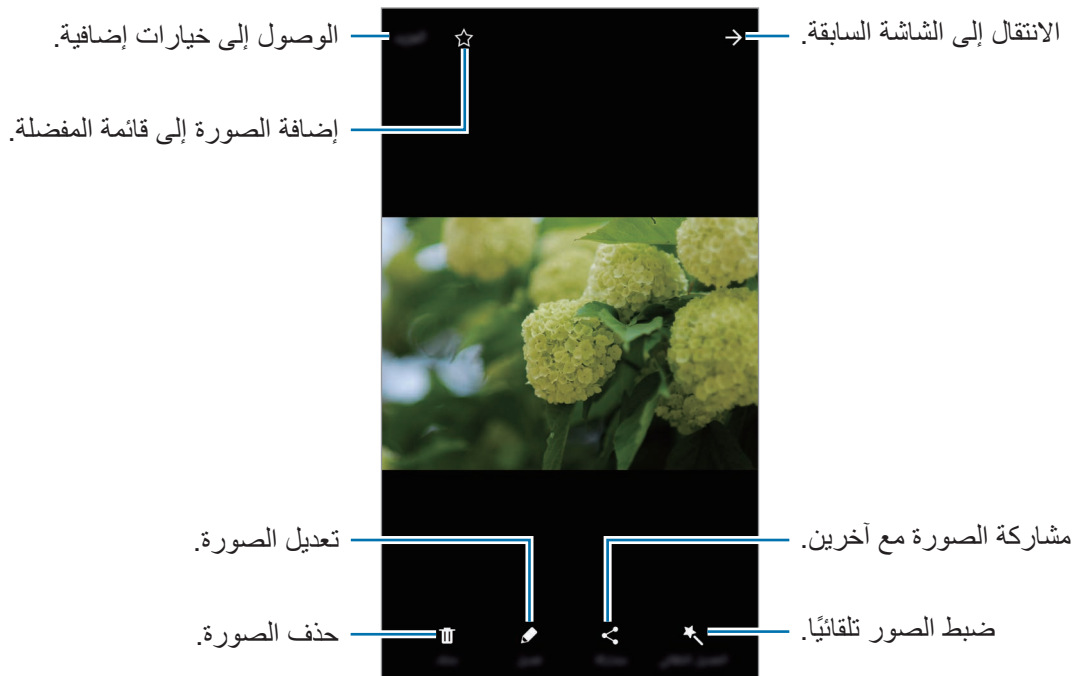 الانتقال إلى الشاشة السابقة.
الوصول إلى خيارات إضافية.
إضافة الصورة إلى قائمة المفضلة.
مشاركة الصورة مع آخرين.
تعديل الصورة.
ضبط الصور تلقائيًا.
حذف الصورة.